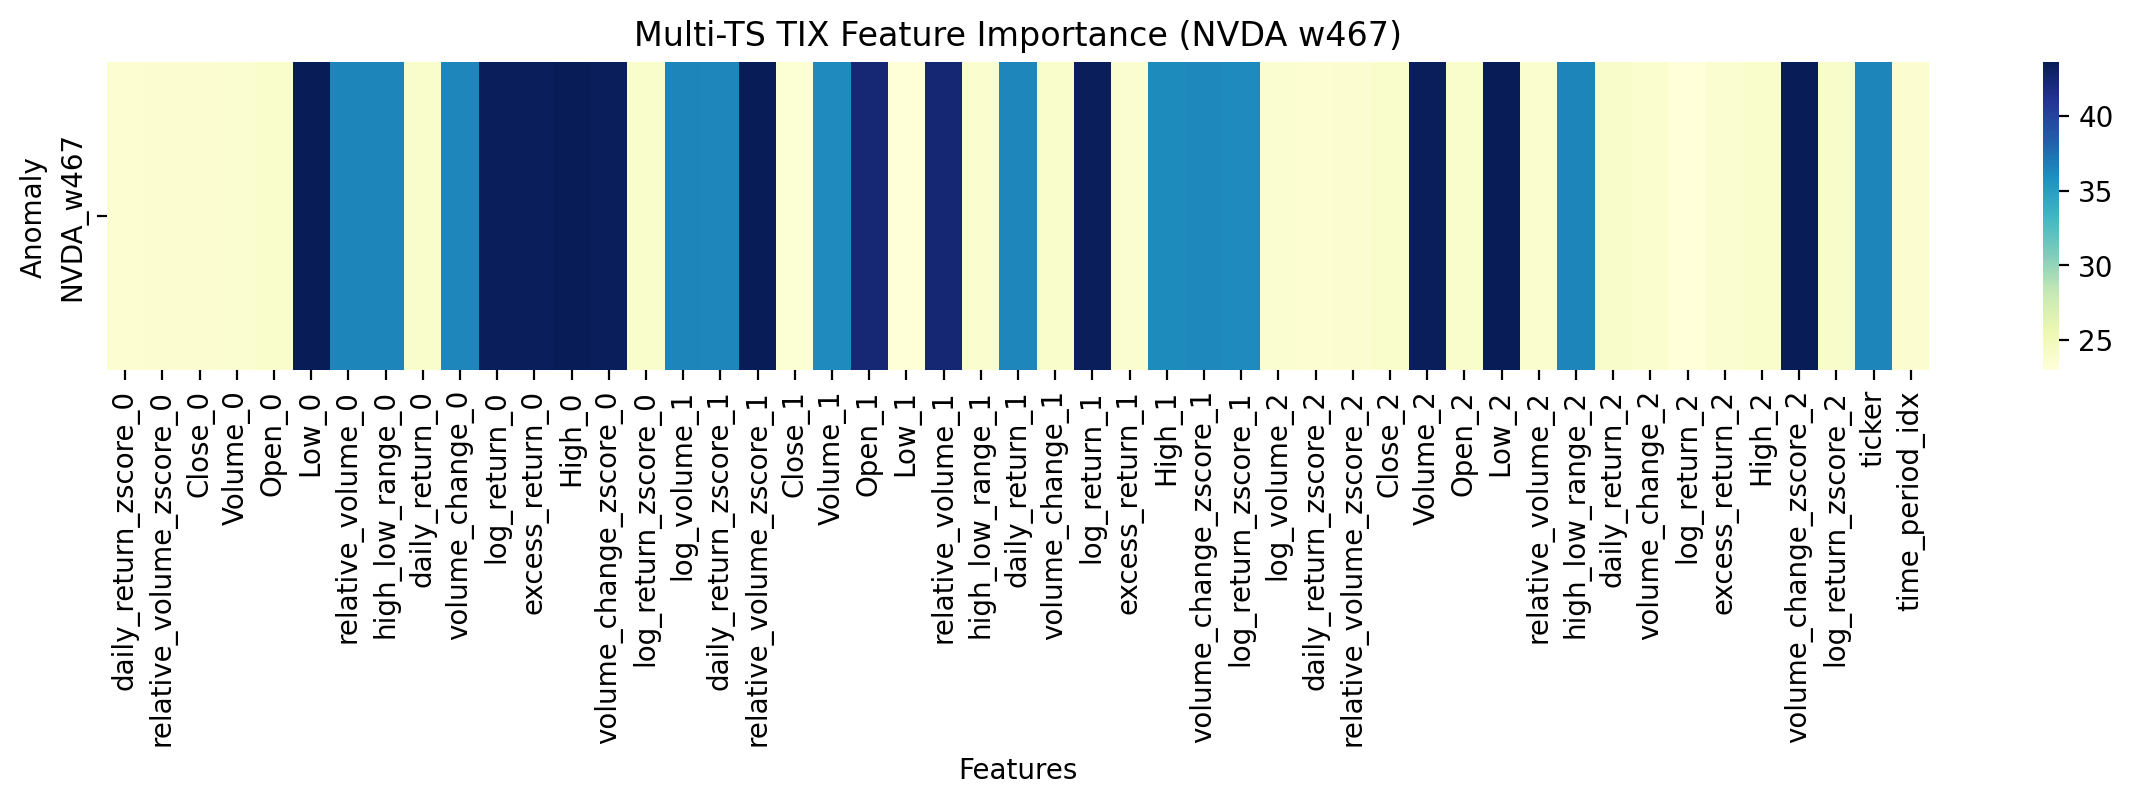 Multi-TS TIX Feature Importance (NVDA w467)
Anomaly
NVDA_w467
40
35
30
25
daily_return_zscore_0
relative_volume_zscore_0
Close_0
Volume_0
Open_0
Low_0
relative_volume_0
high_low_range_0
daily_return_0
volume_change_0
log_return_0
excess_return_0
High_0
volume_change_zscore_0
log_return_zscore_0
log_volume_1
daily_return_zscore_1
relative_volume_zscore_1
Close_1
Volume_1
Open_1
Low_1
relative_volume_1
high_low_range_1
daily_return_1
volume_change_1
log_return_1
excess_return_1
High_1
volume_change_zscore_1
log_return_zscore_1
log_volume_2
daily_return_zscore_2
relative_volume_zscore_2
Close_2
Volume_2
Open_2
Low_2
relative_volume_2
high_low_range_2
daily_return_2
volume_change_2
log_return_2
excess_return_2
High_2
volume_change_zscore_2
log_return_zscore_2
ticker
time_period_idx
Features